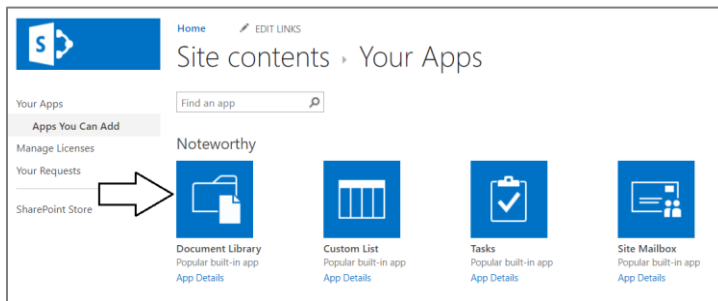 S
Home
EDIT LINKS
Site contents › Your Apps
Find an app
Your Apps
Apps You Can Add
Manage Licenses
Your Requests
SharePoint Store
Noteworthy
Document Library
Popular built-in app
App Details
Custom List
Popular built-in app
App Details
Tasks
Popular built-in app
App Details
Site Mailbox
Popular built-in app
App Details